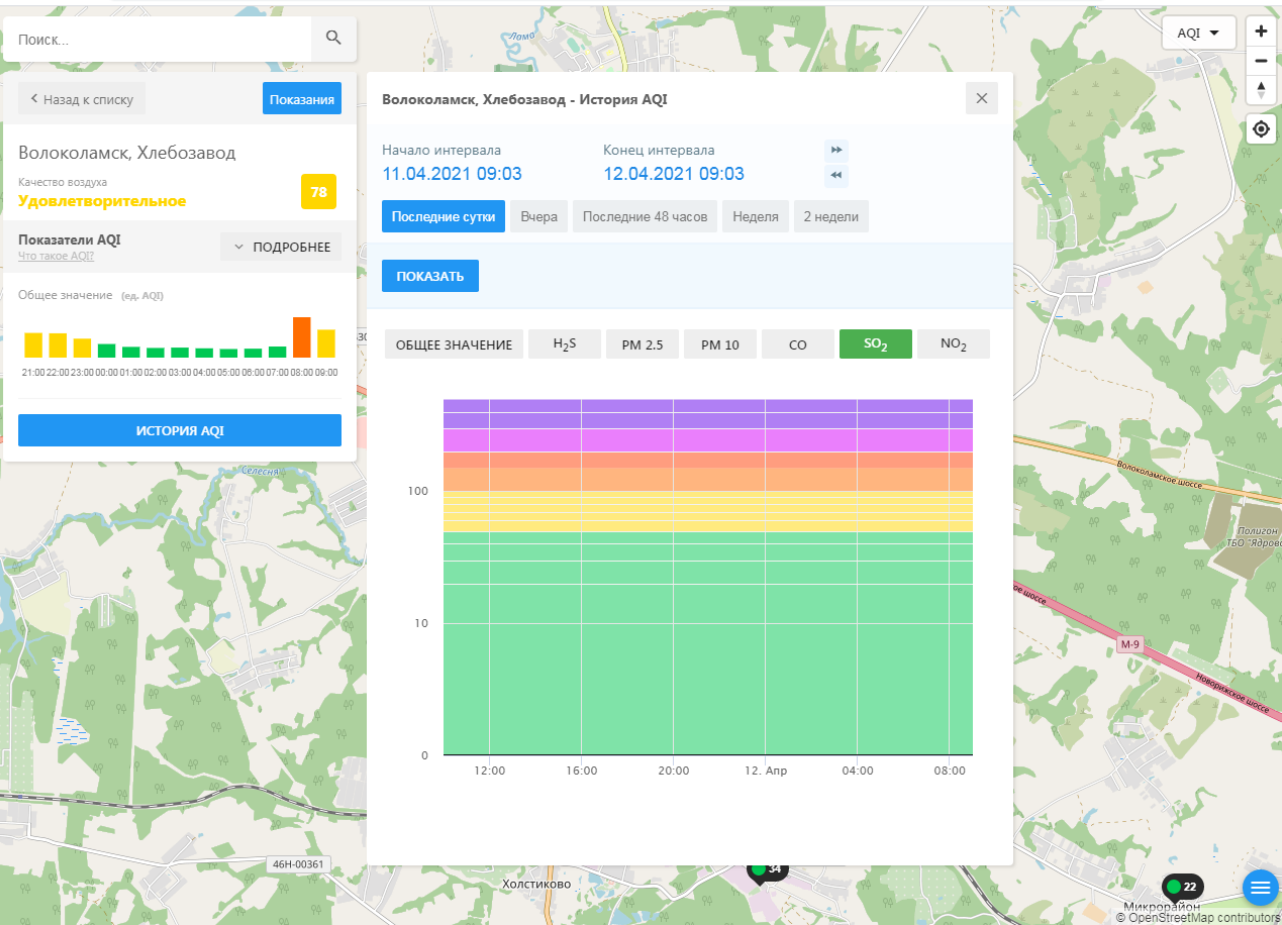 Лама
Поиск...
AQI
Назад к списку
Показания
Волоколамск, Хлебозавод
Качество воздуха
Удовлетворительное
78
Показатели AQI
Что такое AQI?
ПОДРОБНЕЕ
Общее значение (ед. AQI)
21:00 22:00 23:00 00:00 01:00 02:00 03:00 04:00 05:00 06:00 07:00 08:00 09:00
ИСТОРИЯ AQI
Волоколамск, Хлебозавод - История AQI
Начало интервала
Конец интервала
11.04.2021 09:03
12.04.2021 09:03
Последние сутки
Вчера
Последние 48 часов
Неделя
2 недели
ПОКАЗАТЬ
ОБЩЕЕ ЗНАЧЕНИЕ
H2S
PM 2.5
PM 10
CO
SO2
NO2
100
10
0
12:00
16:00
20:00
12. Апр
04:00
08:00
Селесня
Волоколамское шоссе
Полигон
ТБО "Ядрово
ое шоссе
М-9
Новорижское шоссе
46Н-00361
34
Холстиково
22
Микрорайон
© OpenStreetMap contributors